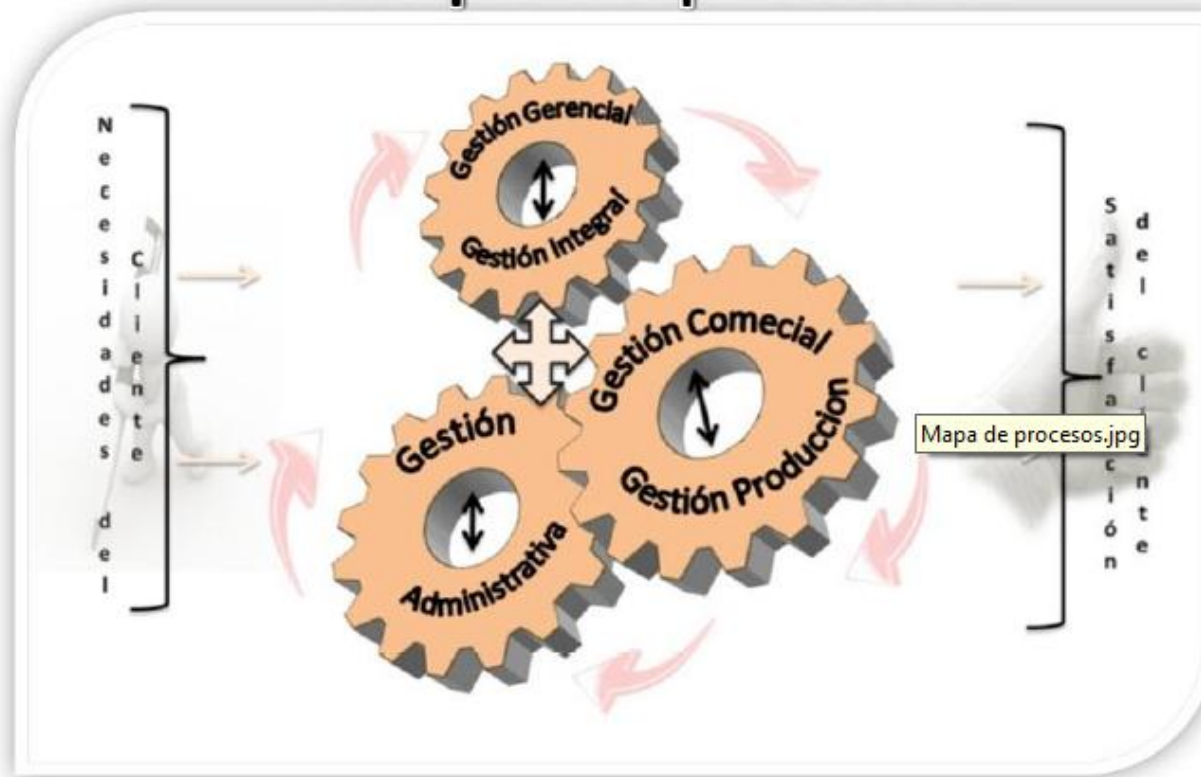 Necesidades del
Cliente
Gestión Gerencial
Gestión Integral
Gestión Comecial
Gestión Produccion
Gestión
Administrativa
Mapa de procesos.jpg
Satisfacción
del cliente